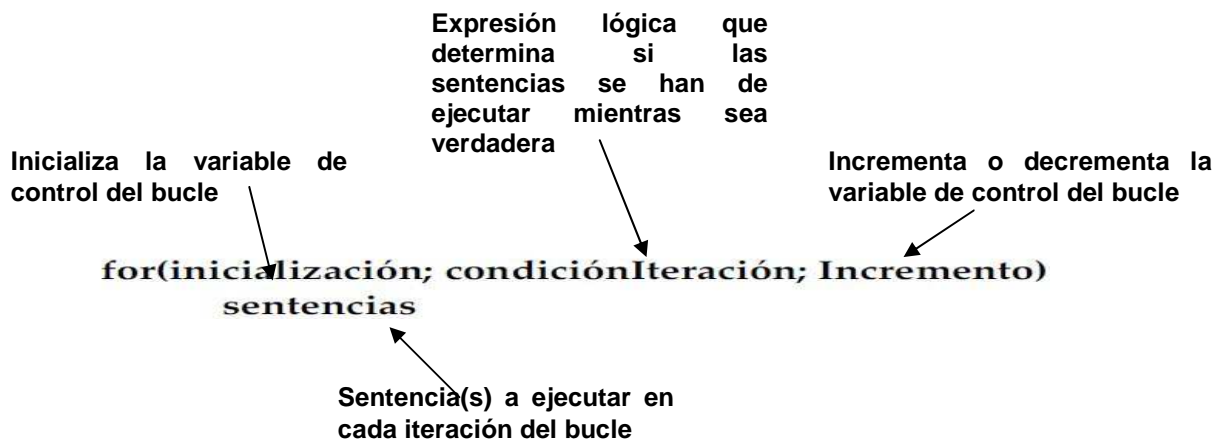 Expresión lógica que
determina si las
sentencias se han de
ejecutar mientras sea
verdadera
Inicializa la variable de
control del bucle
Incrementa o decrementa la
variable de control del bucle
for(inicialización; condiciónIteración; Incremento)
sentencias
Sentencia(s) a ejecutar en
cada iteración del bucle